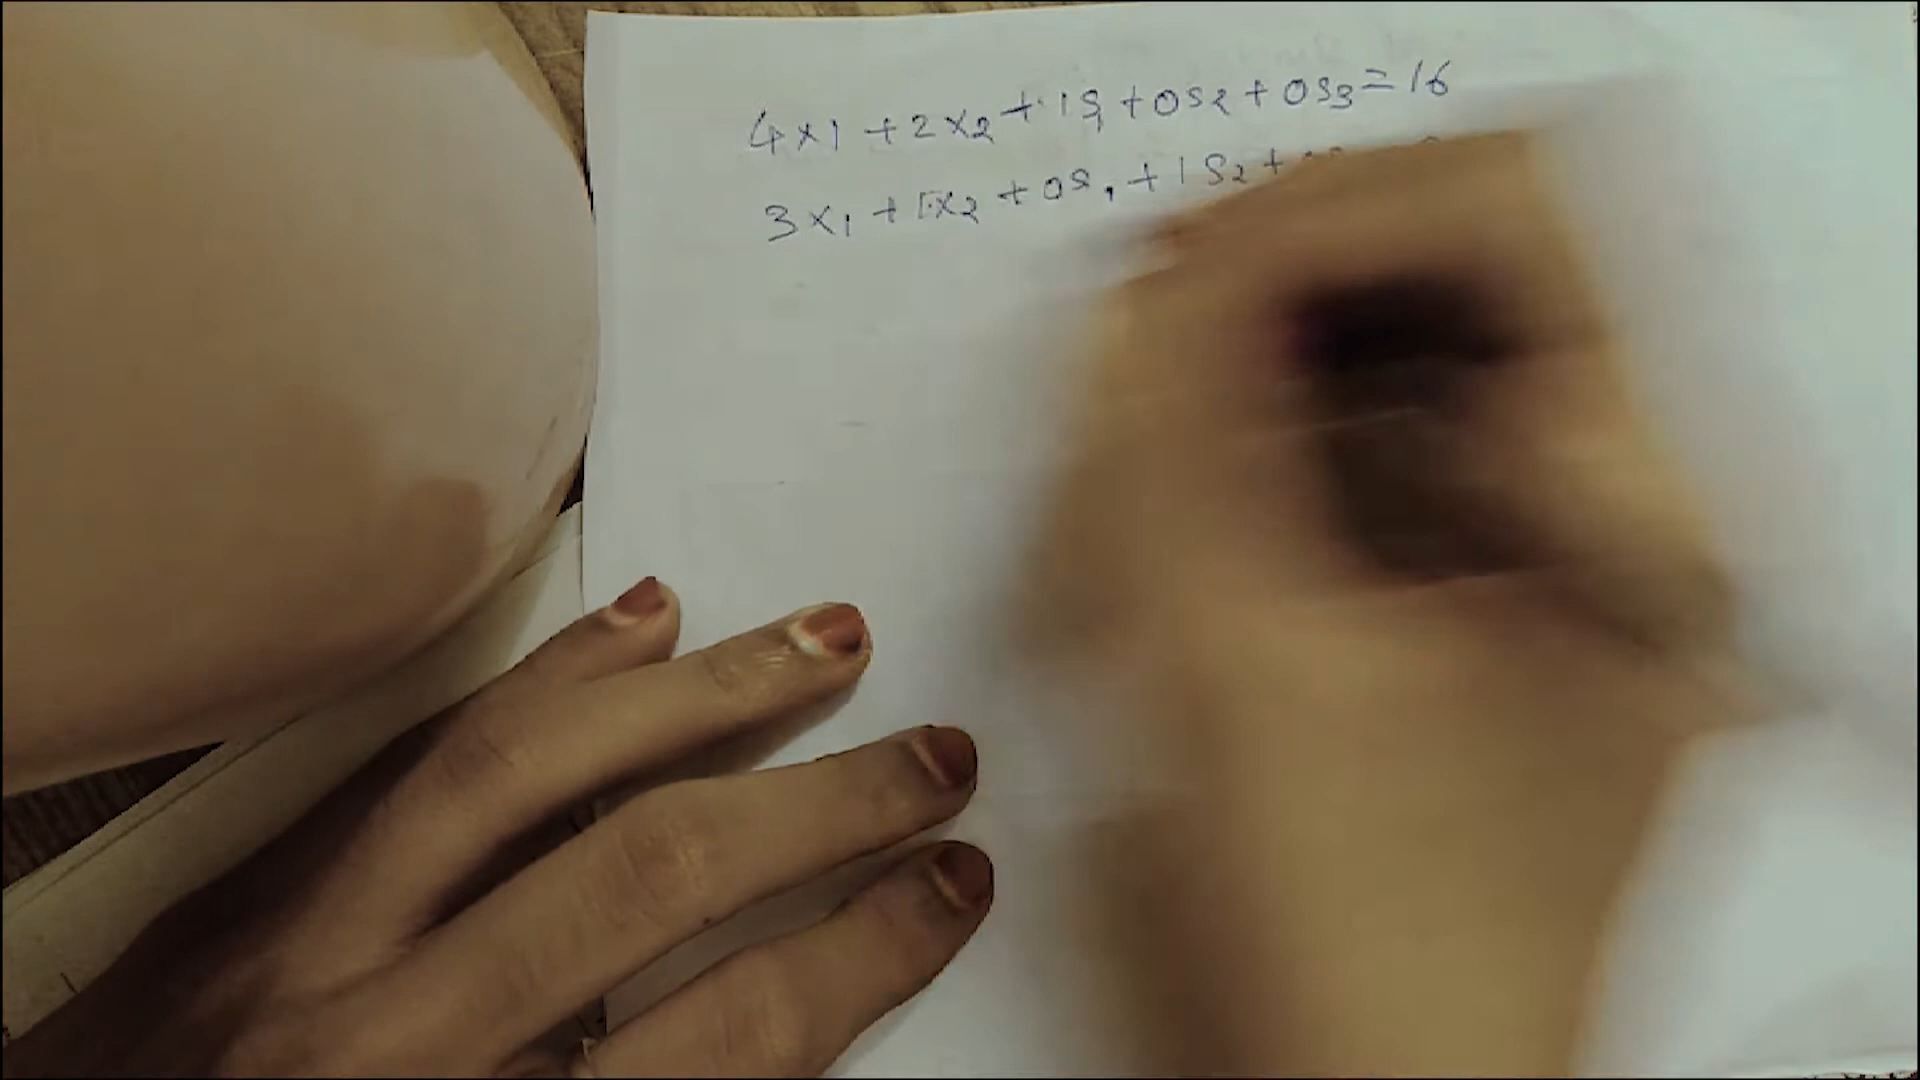 4x1 + 2x2 + 1S1 + 0S2 + 0S3 = 16
3x1 + 1x2 + 0S1 + 1S2 +